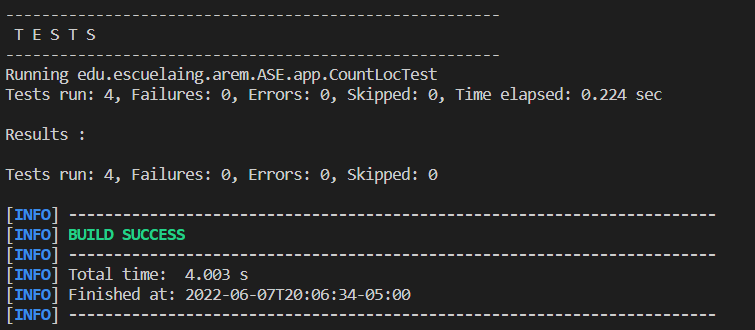 -------------------------------------------------------
 T E S T S
-------------------------------------------------------
Running edu.escuelaing.arem.ASE.app.CountLocTest
Tests run: 4, Failures: 0, Errors: 0, Skipped: 0, Time elapsed: 0.224 sec

Results :

Tests run: 4, Failures: 0, Errors: 0, Skipped: 0

[INFO] ------------------------------------------------------------------------
[INFO] BUILD SUCCESS
[INFO] ------------------------------------------------------------------------
[INFO] Total time:  4.003 s
[INFO] Finished at: 2022-06-07T20:06:34-05:00
[INFO] ------------------------------------------------------------------------